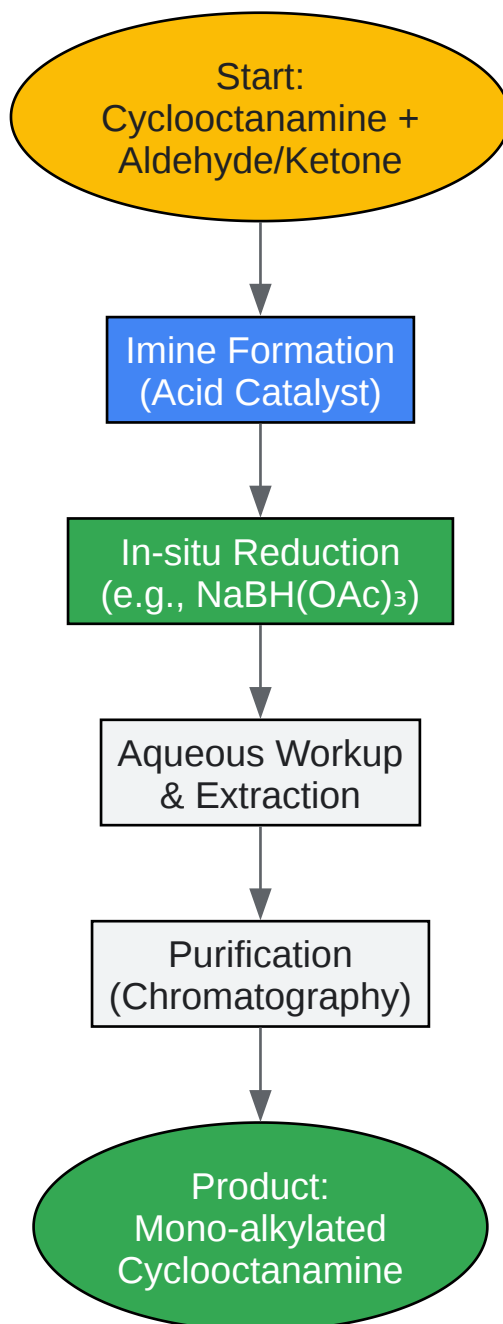 Start:
Cyclooctanamine +
Aldehyde/Ketone
Imine Formation
(Acid Catalyst)
In-situ Reduction
(e.g., NaBH(OAc)₃)
Aqueous Workup
& Extraction
Purification
(Chromatography)
Product:
Mono-alkylated
Cyclooctanamine